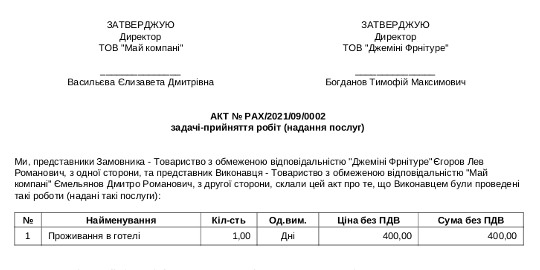 ЗАТВЕРДЖУЮ ЗАТВЕРДЖУЮ
Директор Директор
ТОВ "Май компані" ТОВ "Джеміні Фрнітуре"
Васильєва Єлизавета Дмитрівна Богданов Тимофій Максимович
АКТ № РАХ/2021/09/0002
здачі-прийняття робіт (надання послуг)
Ми, представники Замовника - Товариство з обмеженою відповідальністю "Джеміні Фрнітуре"Єгоров Лев
Романович, з одної сторони, та представник Виконавця - Товариство з обмеженою відповідальністю "Май
компані" Ємельянов Дмитро Романович, з другої сторони, склали цей акт про те, що Виконавцем були проведені
такі роботи (надані такі послуги):
№ Найменування Кіл-сть Од.вим. Ціна без ПДВ Сума без ПДВ
1 Проживання в готелі 1,00 Дні 400,00 400,00